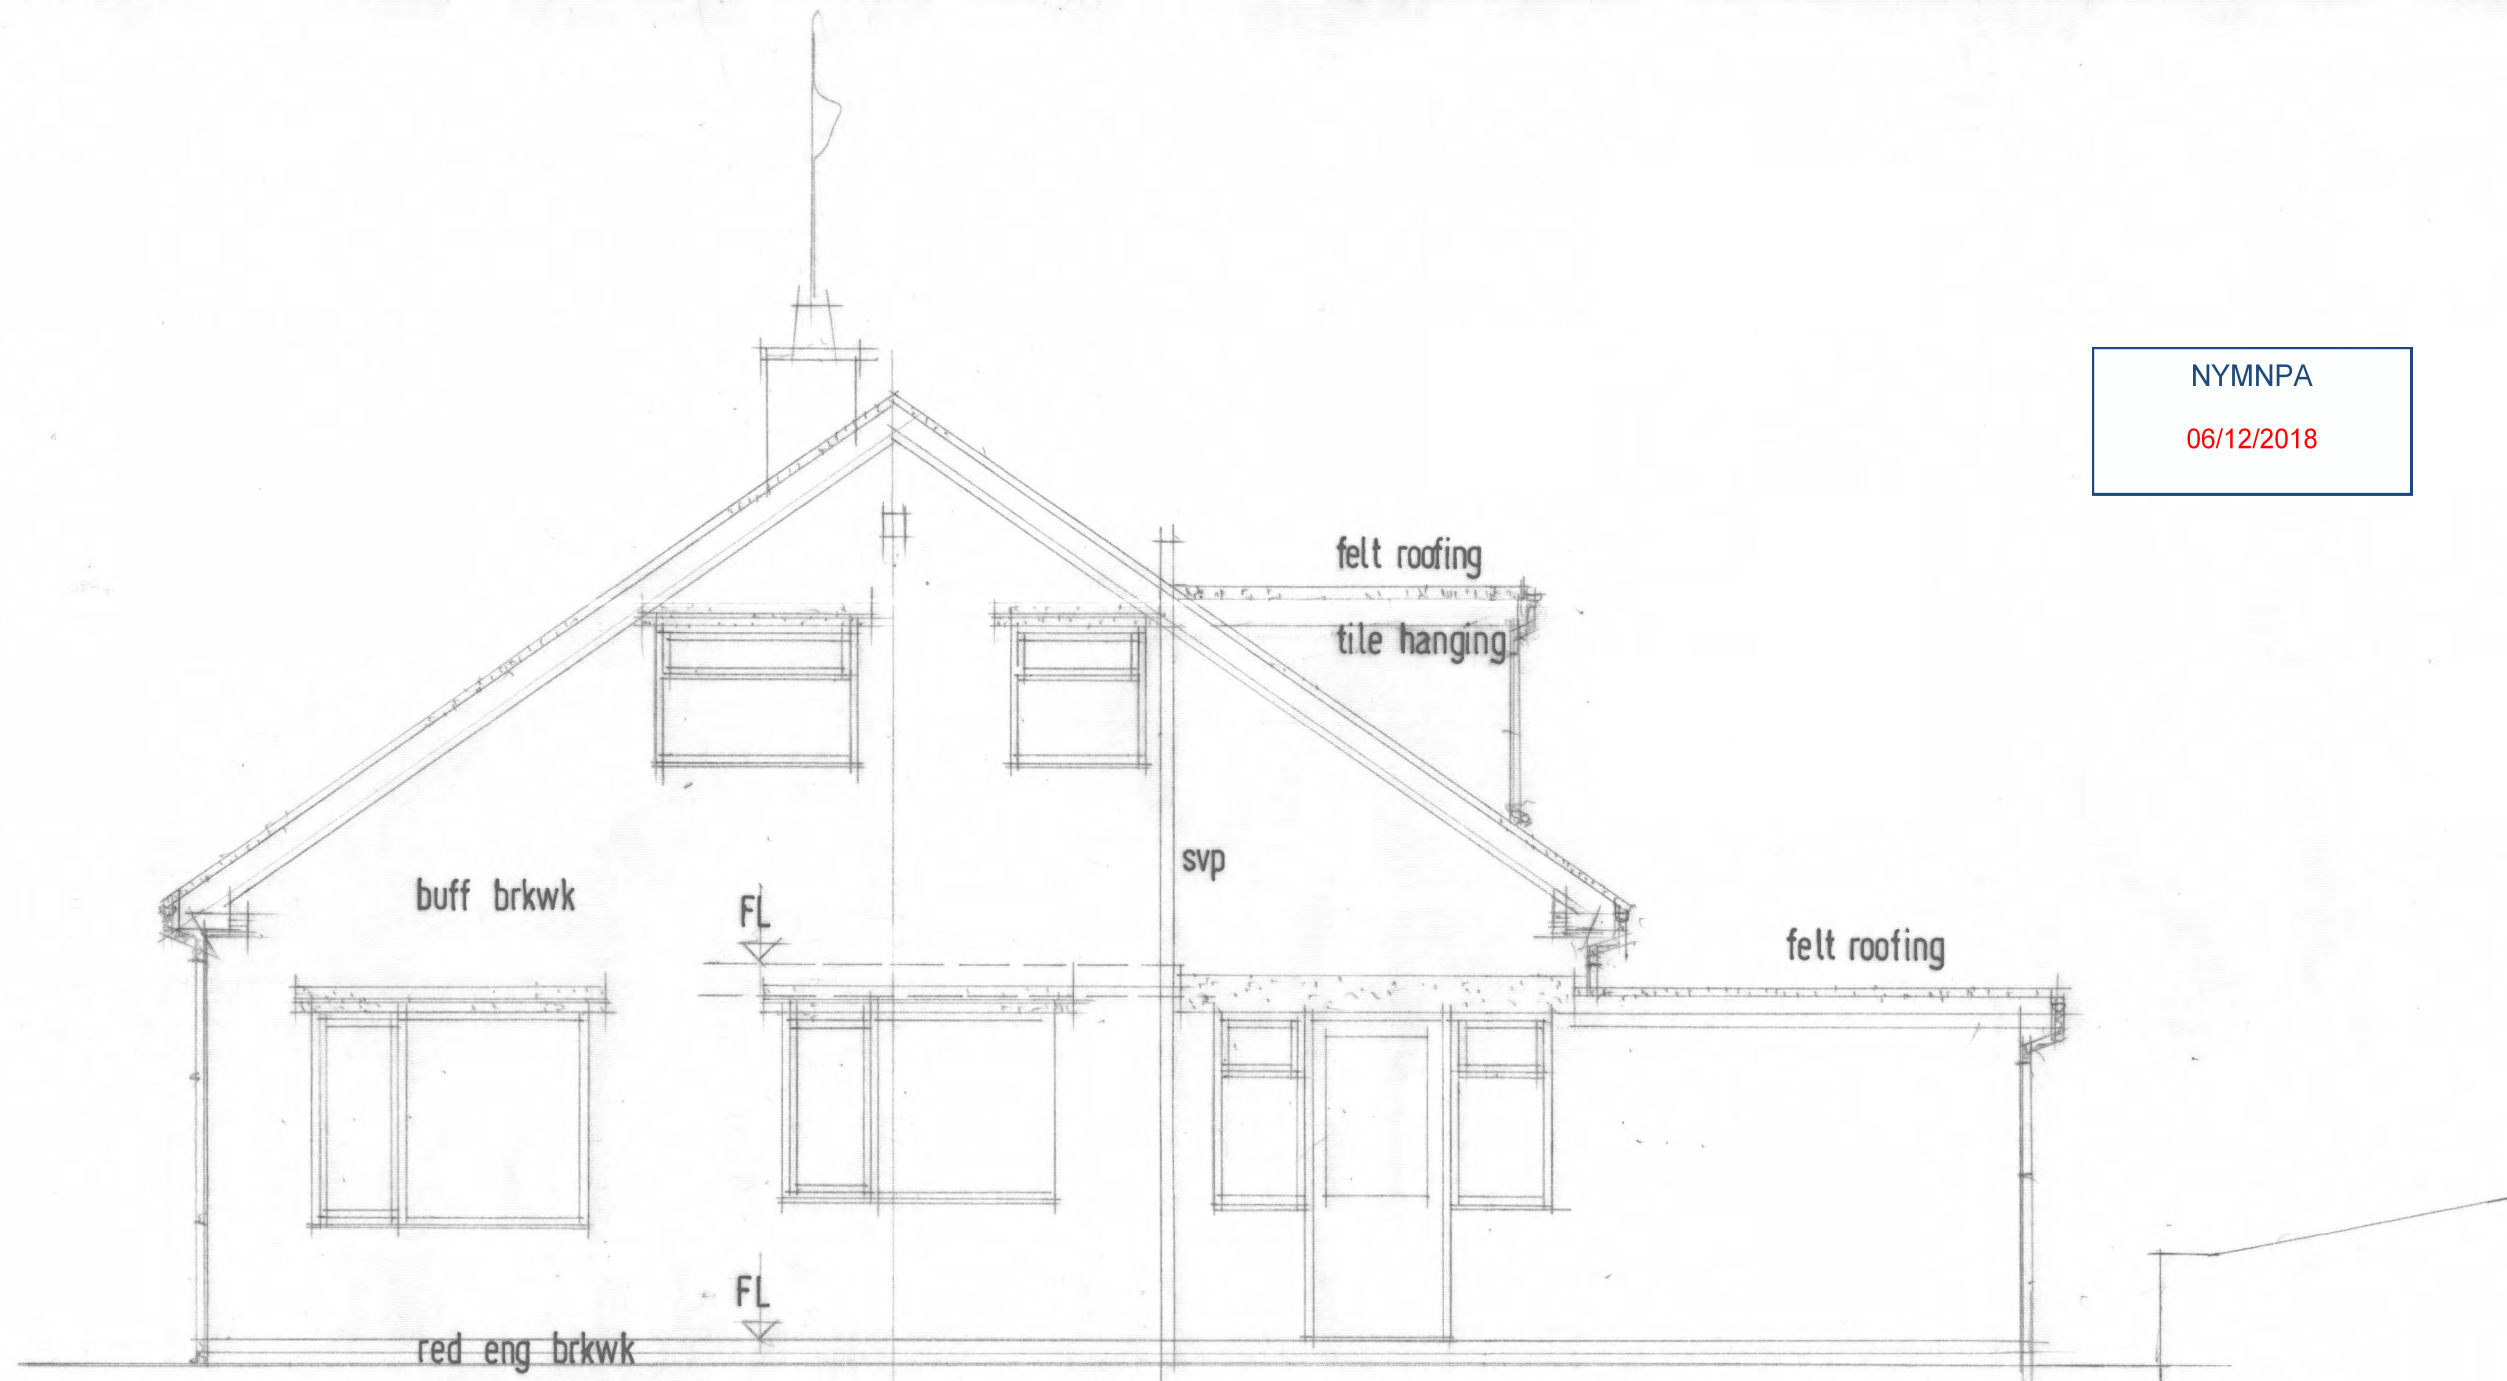 NYMNPA
06/12/2018
felt roofing
tile hanging
svp
buff brkwk
FL
felt roofing
FL
red eng brkwk